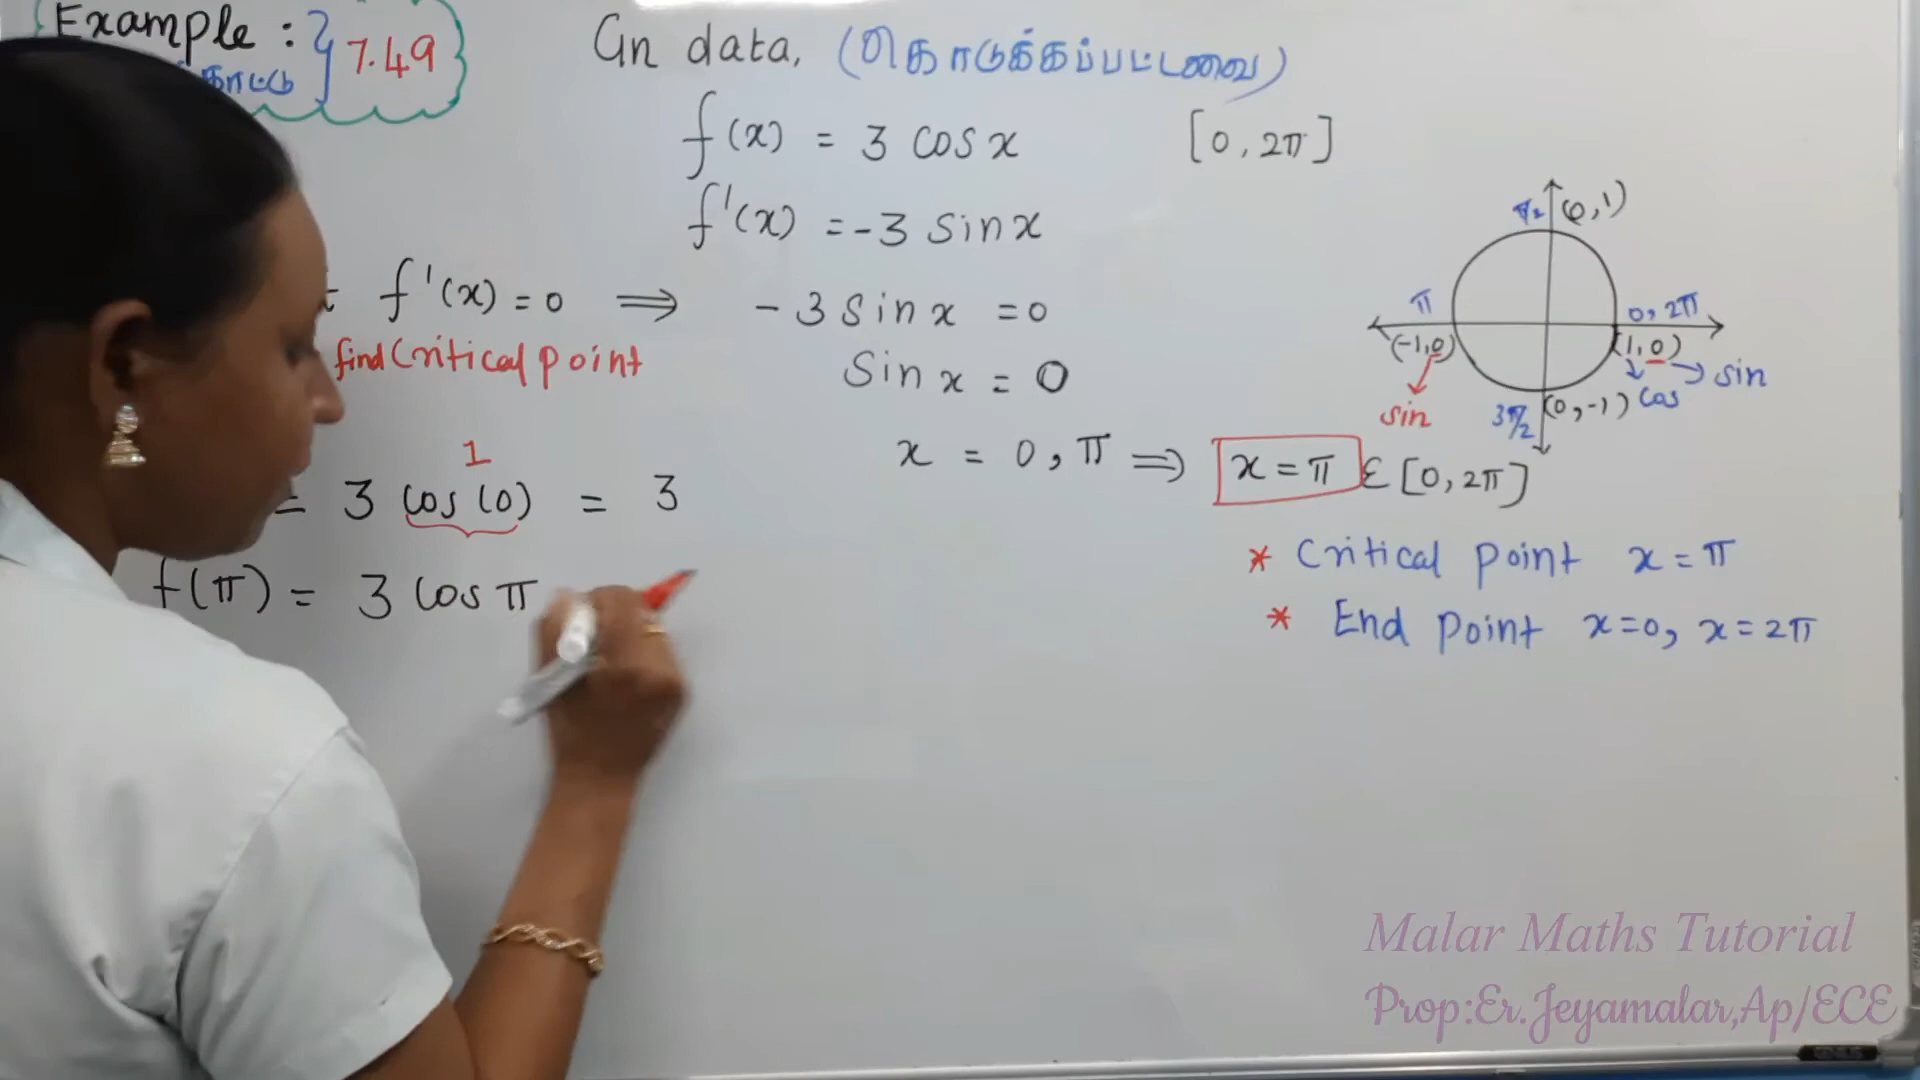 Example : } 7.49
Gn data, (கொடுக்கப்பட்டவை)
f(x) = 3 cos x [0, 2π]
f'(x) = -3 sin x
f'(x) = 0 ⟹ -3 sin x = 0
find Critical point
Sin x = 0
x = 0, π ⟹ x = π ∈ [0, 2π]
1
= 3 cos (0) = 3
f(π) = 3 cos π
π/2 (0, 1)
π 0, 2π
(-1, 0) (1, 0)
sin cos sin
3π/2 (0, -1)
* Critical point x = π
* End point x=0, x = 2π
Malar Maths Tutorial
Prop:Er.Jeyamalar,Ap/ECE